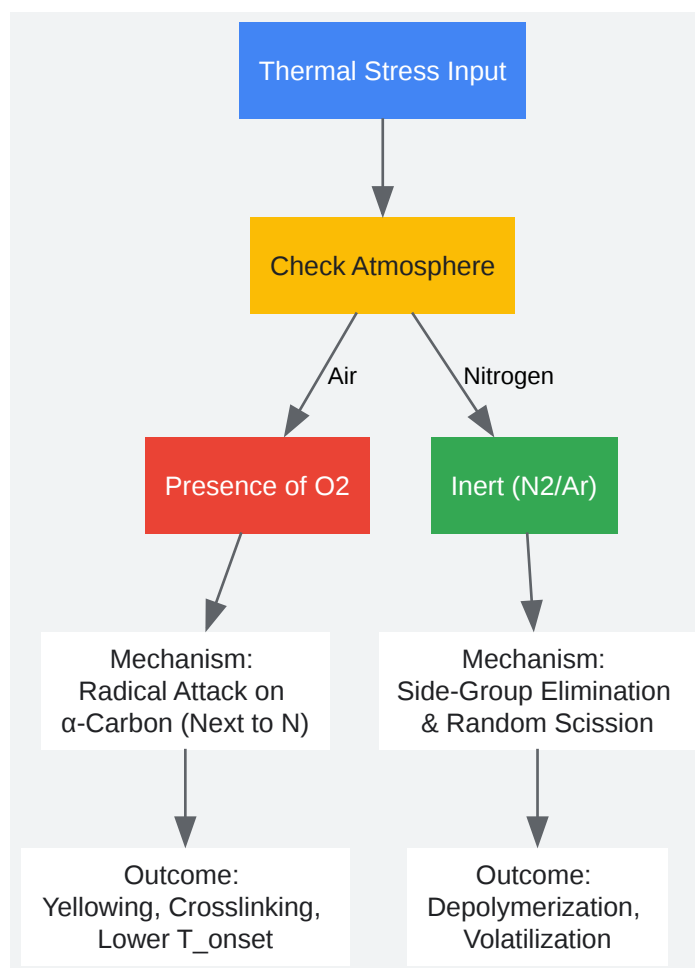 Thermal Stress Input
Check Atmosphere
Air
Nitrogen
Presence of O2
Inert (N2/Ar)
Mechanism:
Radical Attack on
α-Carbon (Next to N)
Mechanism:
Side-Group Elimination
& Random Scission
Outcome:
Yellowing, Crosslinking,
Lower T_onset
Outcome:
Depolymerization,
Volatilization